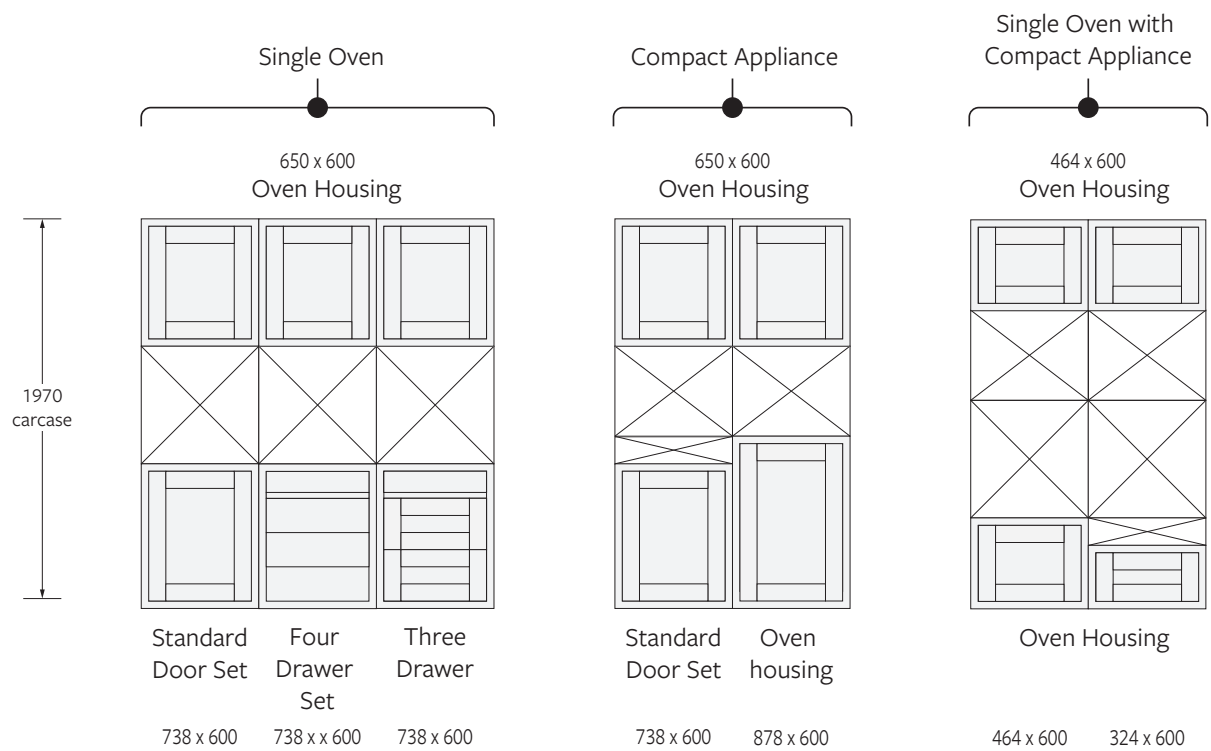 Single Oven
650 x 600
Oven Housing
Compact Appliance
650 x 600
Oven Housing
Single Oven with
Compact Appliance
464 x 600
Oven Housing
1970
carcase
Standard
Door Set
738 x 600
Four
Drawer
Set
738 x x 600
Three
Drawer
738 x 600
Standard
Door Set
738 x 600
Oven
housing
878 x 600
Oven Housing
464 x 600
324 x 600